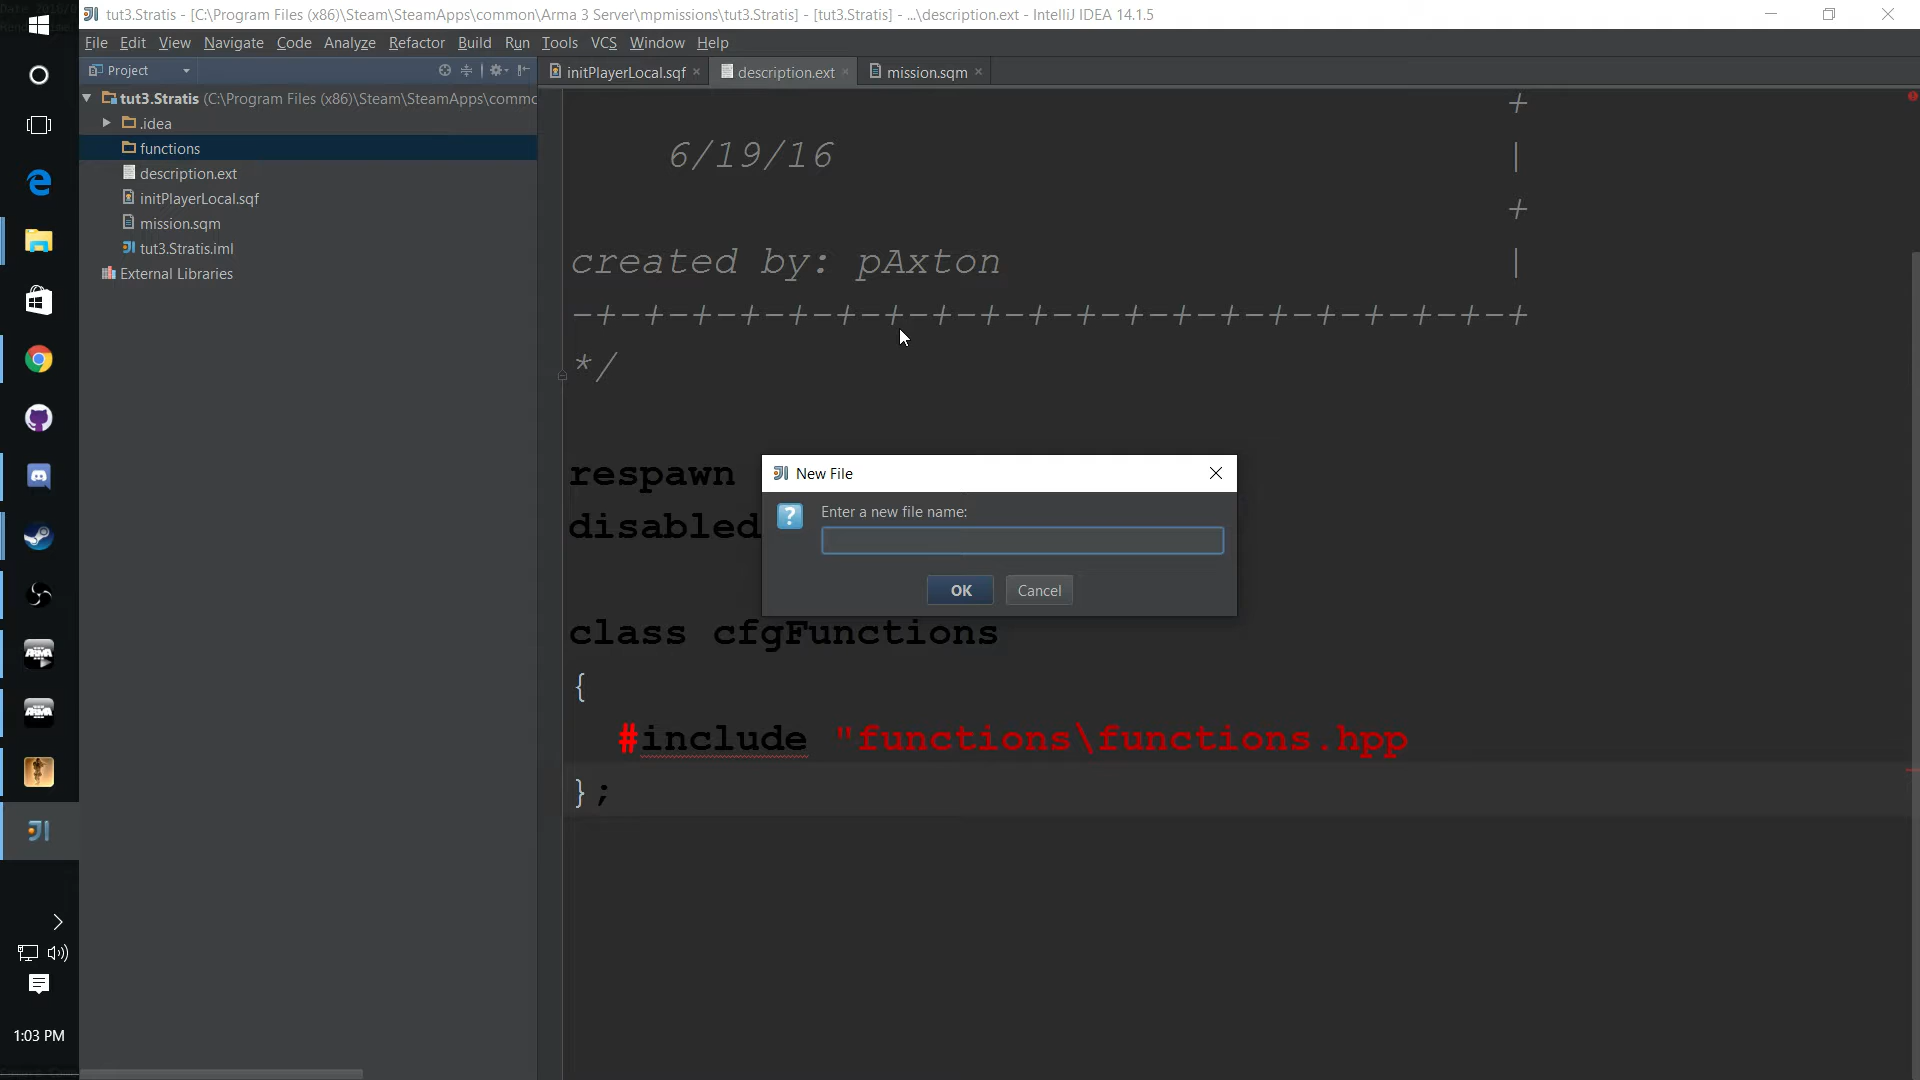 tut3.Stratis - [C:\Program Files (x86)\Steam\SteamApps\common\Arma 3 Server\mpmissions\tut3.Stratis] - [tut3.Stratis] - ...\description.ext - IntelliJ IDEA 14.1.5
File Edit View Navigate Code Analyze Refactor Build Run Tools VCS Window Help
Project
initPlayerLocal.sqf
description.ext
mission.sqm
tut3.Stratis (C:\Program Files (x86)\Steam\SteamApps\commo
.idea
functions
description.ext
initPlayerLocal.sqf
mission.sqm
tut3.Stratis.iml
External Libraries
+
6/19/16 |
+
created by: pAxton |
-+-+-+-+-+-+-+-+-+-+-+-+-+-+-+-+-+-+-+-+
*/
respawn
disabled
class cfgFunctions
{
#include "functions\functions.hpp
};
New File
Enter a new file name:
OK
Cancel
1:03 PM